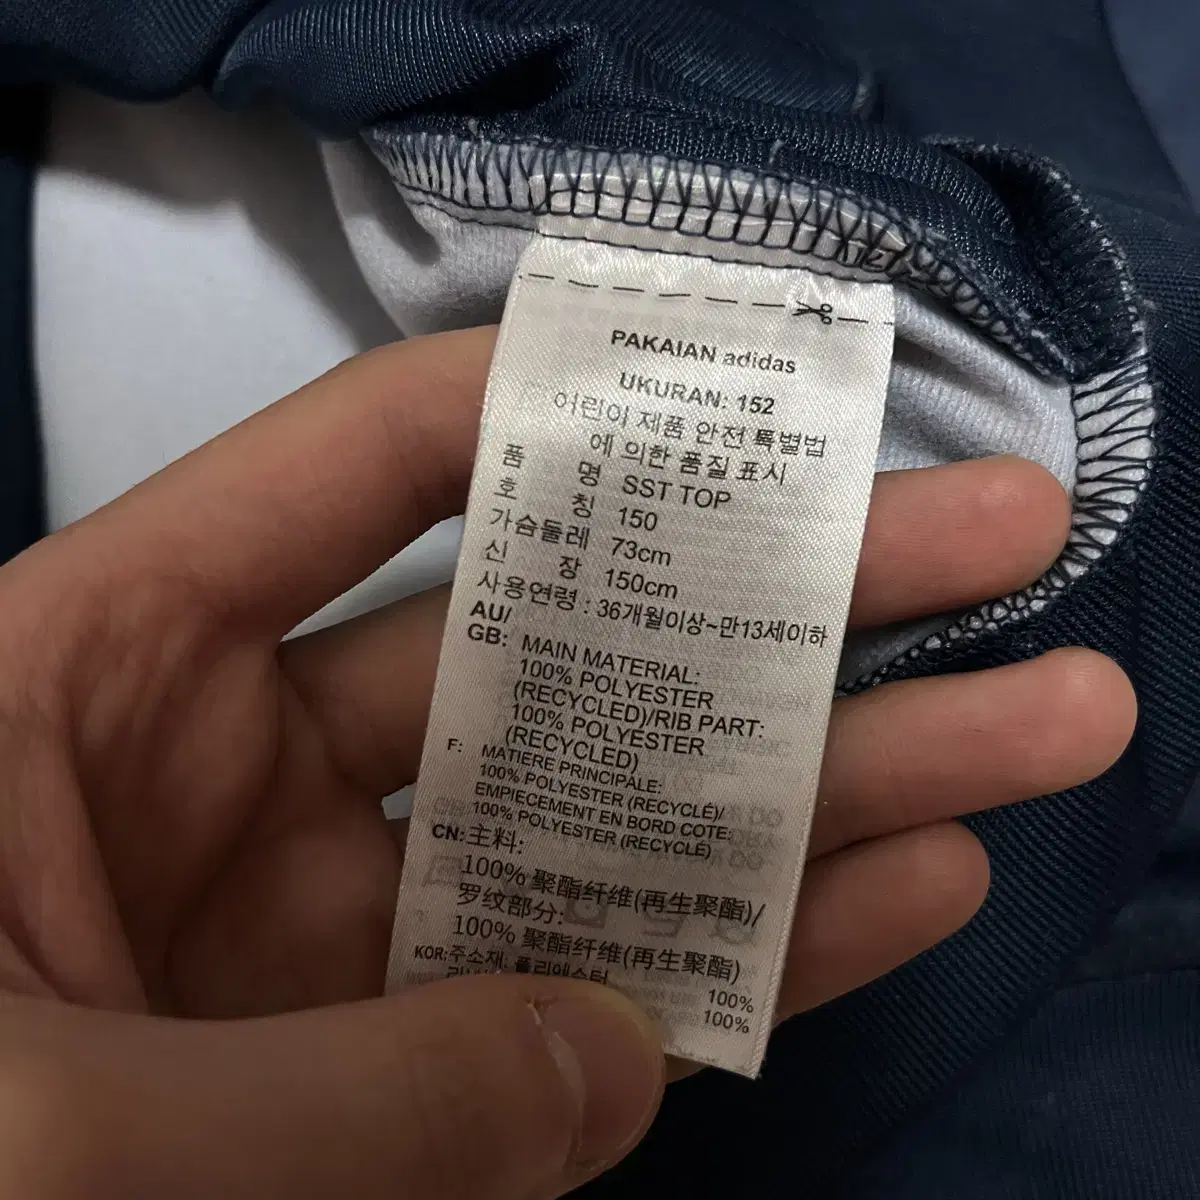 PAKAIAN adidas
UKURAN: 152
어린이 제품 안전 특별법
에 의한 품질 표시
품 명 SST TOP
호 칭 150
가슴둘레 73cm
신 장 150cm
사용연령 : 36개월이상~만13세이하
AU/
GB: MAIN MATERIAL:
100% POLYESTER
(RECYCLED)/RIB PART:
100% POLYESTER
(RECYCLED)
F: MATIERE PRINCIPALE:
100% POLYESTER (RECYCLÉ)/
EMPIECEMENT EN BORD COTE:
100% POLYESTER (RECYCLÉ)
CN: 主料:
100% 聚酯纤维(再生聚酯)/
罗纹部分:
100% 聚酯纤维(再生聚酯)
KOR: 주소재: 폴리에스터
100%
100%